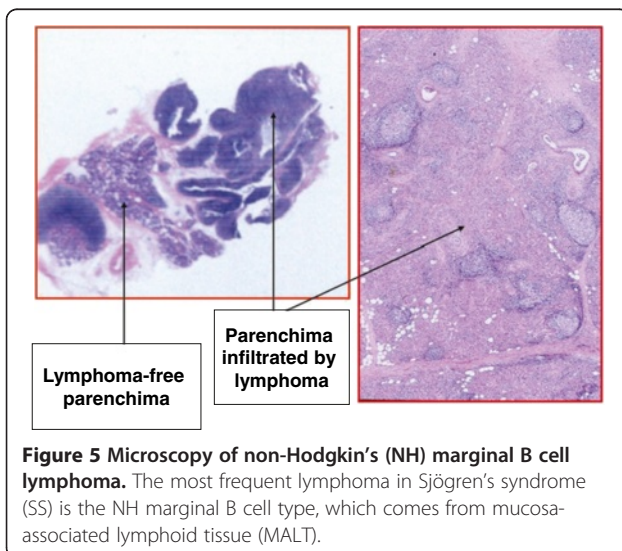 Lymphoma-free
parenchima
Parenchima
infiltrated by
lymphoma
Figure 5 Microscopy of non-Hodgkin's (NH) marginal B cell
lymphoma. The most frequent lymphoma in Sjögren's syndrome
(SS) is the NH marginal B cell type, which comes from mucosa-
associated lymphoid tissue (MALT).